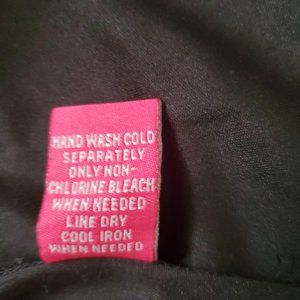 HAND WASH COLD
SEPARATELY
ONLY NON-
CHLORINE BLEACH
WHEN NEEDED
LINE DRY
COOL IRON
WHEN NEEDED